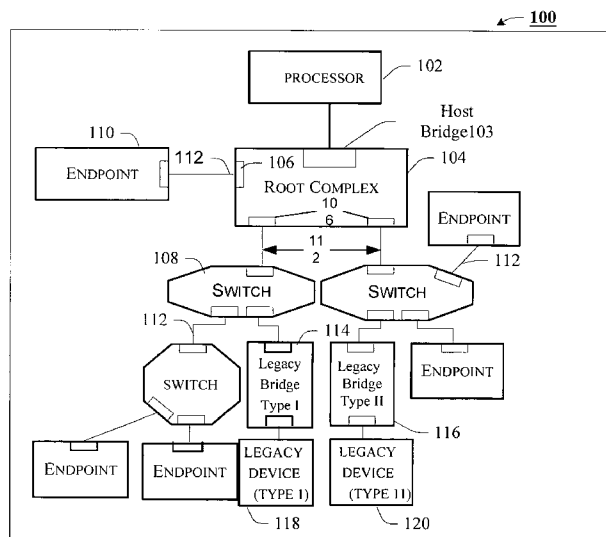 100
PROCESSOR
102
Host
Bridge103
110
112
106
104
ENDPOINT
ROOT COMPLEX
10
6
ENDPOINT
11
2
112
108
SWITCH
SWITCH
112
114
Legacy
Bridge
Type I
Legacy
Bridge
Type II
ENDPOINT
SWITCH
116
ENDPOINT
ENDPOINT
LEGACY
DEVICE
(TYPE I)
LEGACY
DEVICE
(TYPE II)
118
120